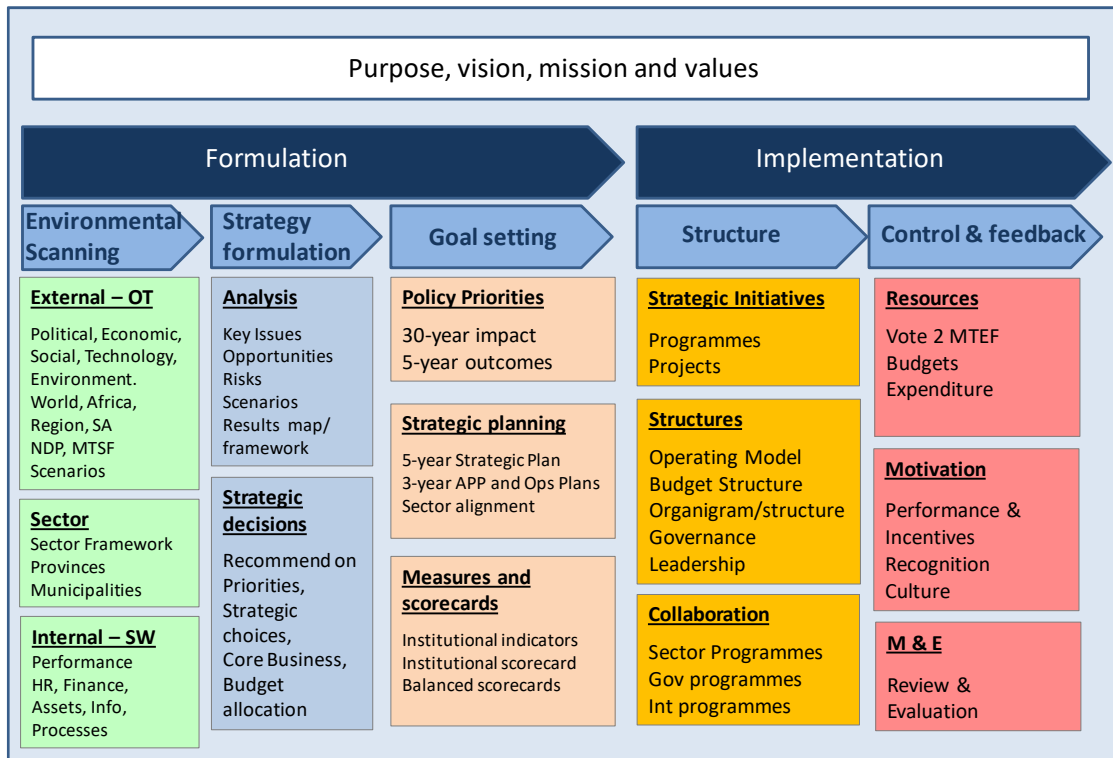 Purpose, vision, mission and values
Formulation
Implementation
Environmental
Scanning
Strategy
formulation
Goal setting
Structure
Control & feedback
External – OT
Political, Economic,
Social, Technology,
Environment.
World, Africa,
Region, SA
NDP, MTSF
Scenarios
Sector
Sector Framework
Provinces
Municipalities
Internal – SW
Performance
HR, Finance,
Assets, Info,
Processes
Analysis
Key Issues
Opportunities
Risks
Scenarios
Results map/
framework
Strategic
decisions
Recommend on
Priorities,
Strategic
choices,
Core Business,
Budget
allocation
Policy Priorities
30-year impact
5-year outcomes
Strategic planning
5-year Strategic Plan
3-year APP and Ops Plans
Sector alignment
Measures and
scorecards
Institutional indicators
Institutional scorecard
Balanced scorecards
Strategic Initiatives
Programmes
Projects
Structures
Operating Model
Budget Structure
Organigram/structure
Governance
Leadership
Collaboration
Sector Programmes
Gov programmes
Int programmes
Resources
Vote 2 MTEF
Budgets
Expenditure
Motivation
Performance &
Incentives
Recognition
Culture
M & E
Review &
Evaluation